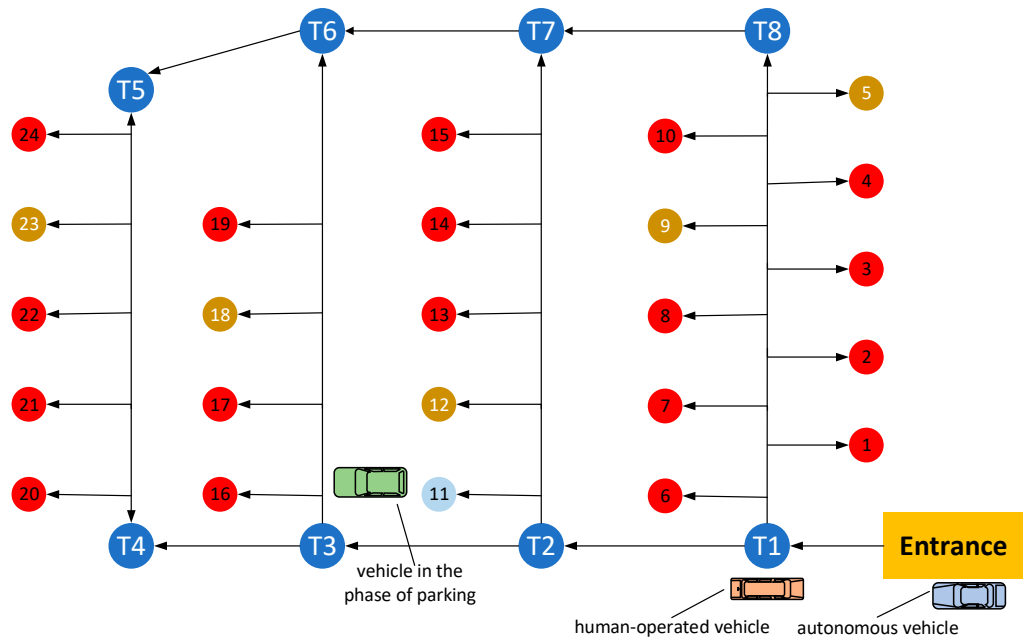 T6 T7 T8
T5
5
24 15 10
4
23 19 14 9
3
22 18 13 8
2
21 17 12 7
1
20 16 11 6
T4 T3 T2 T1 Entrance
vehicle in the
phase of parking
human-operated vehicle autonomous vehicle